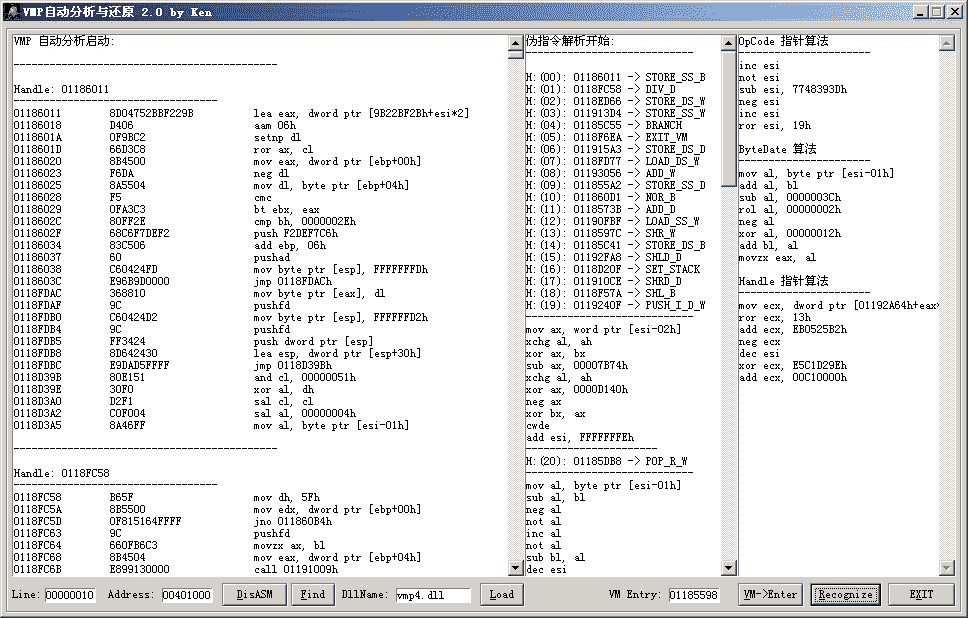 VMP自动分析与还原 2.0 by Ken
VMP 自动分析启动:
------------------------------------------
Handle: 01186011
--------------------------------
01186011 8D04752BBF229B lea eax, dword ptr [9B22BF2Bh+esi*2]
01186018 D406 aam 06h
0118601A 0F9BC2 setnp dl
0118601D 66D3C8 ror ax, cl
01186020 8B4500 mov eax, dword ptr [ebp+00h]
01186023 F6DA neg dl
01186025 8A5504 mov dl, byte ptr [ebp+04h]
01186028 F5 cmc
01186029 0FA3C3 bt ebx, eax
0118602C 80FF2E cmp bh, 0000002Eh
0118602F 68C6F7DEF2 push F2DEF7C6h
01186034 83C506 add ebp, 06h
01186037 60 pushad
01186038 C60424FD mov byte ptr [esp], FFFFFFFDh
0118603C E96B9D0000 jmp 0118FDACh
0118FDAC 368810 mov byte ptr [eax], dl
0118FDAF 9C pushfd
0118FDB0 C60424D2 mov byte ptr [esp], FFFFFFD2h
0118FDB4 9C pushfd
0118FDB5 FF3424 push dword ptr [esp]
0118FDB8 8D642430 lea esp, dword ptr [esp+30h]
0118FDBC E9DAD5FFFF jmp 0118D39Bh
0118D39B 80E151 and cl, 00000051h
0118D39E 30F0 xor al, dh
0118D3A0 D2F1 sal cl, cl
0118D3A2 C0F004 sal al, 00000004h
0118D3A5 8A46FF mov al, byte ptr [esi-01h]
------------------------------------------
Handle: 0118FC58
--------------------------------
0118FC58 B65F mov dh, 5Fh
0118FC5A 8B5500 mov edx, dword ptr [ebp+00h]
0118FC5D 0F815164FFFF jno 011860B4h
0118FC63 9C pushfd
0118FC64 660FB6C3 movzx ax, bl
0118FC68 8B4504 mov eax, dword ptr [ebp+04h]
0118FC6B E899130000 call 01191009h
伪指令解析开始:
--------------------------
H:(00): 01186011 -> STORE_SS_B
H:(01): 0118FC58 -> DIV_D
H:(02): 0118ED66 -> STORE_DS_W
H:(03): 011913D4 -> STORE_SS_W
H:(04): 01185C55 -> BRANCH
H:(05): 0118F6EA -> EXIT_VM
H:(06): 011915A3 -> STORE_DS_D
H:(07): 0118FD77 -> LOAD_DS_W
H:(08): 01193056 -> ADD_W
H:(09): 011855A2 -> STORE_SS_D
H:(10): 011860D1 -> NOR_B
H:(11): 0118573B -> ADD_D
H:(12): 01190FBF -> LOAD_SS_W
H:(13): 0118597C -> SHR_W
H:(14): 01185C41 -> STORE_DS_B
H:(15): 01192FA8 -> SHLD_D
H:(16): 0118D20F -> SET_STACK
H:(17): 011910CE -> SHRD_D
H:(18): 0118F57A -> SHL_B
H:(19): 0119240F -> PUSH_I_D_W
--------------------------
mov ax, word ptr [esi-02h]
xchg al, ah
xor ax, bx
sub ax, 00007B74h
xchg al, ah
xor ax, 0000D140h
neg ax
xor bx, ax
cwde
add esi, FFFFFFFEh
--------------------
H:(20): 01185DB8 -> POP_R_W
--------------------------
mov al, byte ptr [esi-01h]
sub al, bl
neg al
not al
inc al
not al
sub bl, al
dec esi
OpCode 指针算法
--------------------
inc esi
not esi
sub esi, 7748393Dh
neg esi
inc esi
ror esi, 19h
ByteDate 算法
--------------------
mov al, byte ptr [esi-01h]
add al, bl
sub al, 0000003Ch
rol al, 00000002h
neg al
xor al, 00000012h
add bl, al
movzx eax, al
Handle 指针算法
--------------------
mov ecx, dword ptr [01192A64h+eax*
ror ecx, 13h
add ecx, EB0525B2h
neg ecx
dec esi
xor ecx, E5C1D29Eh
add ecx, 00C10000h
Line: 00000010 Address: 00401000 DisASM Find DllName: vmp4.dll Load VM Entry: 01185598 VM->Enter Recognize EXIT